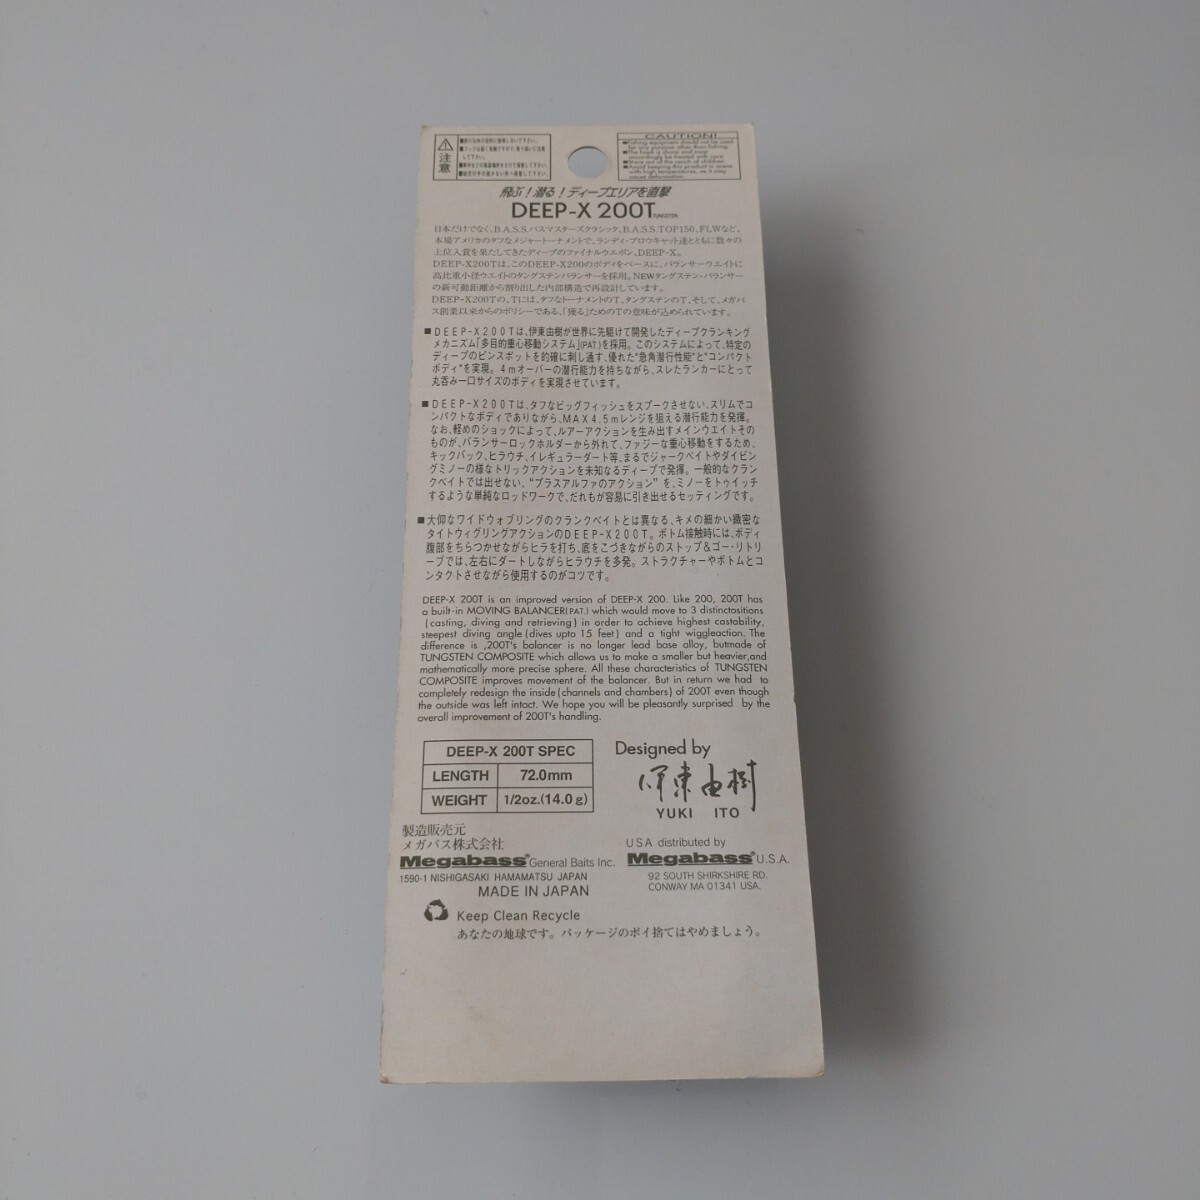 注意
CAUTION!
■Fishing equipment should not be used
for any purpose other than fishing.
■The hook is sharp and must
accordingly be treated with care.
■Store out of the reach of children.
■Avoid keeping this product in areas
with high temperatures, as it may
cause deformation.
飛ぶ!潜る!ディープエリアを直撃
DEEP-X 200T TUNGSTEN
日本だけでなく、B.A.S.S.バスマスターズクラシック、B.A.S.S.TOP150、FLWなど、
本場アメリカのタフなメジャートーナメントで、ランディ・ブロウキャット達とともに数々の
上位入賞を果たしてきたディープのファイナルウエポン、DEEP-X。
DEEP-X200Tは、このDEEP-X200のボディをベースに、バランサーウエイトに
高比重小径ウエイトのタングステンバランサーを採用。NEWタングステン・バランサー
の新可動距離から割り出した内部構造で再設計しています。
DEEP-X200Tの、Tには、タフなトーナメントのT、タングステンのT、そして、メガバ
ス創業以来からのポリシーである、「獲る」ためのTの意味が込められています。
■DEEP-X200Tは、伊東由樹が世界に先駆けて開発したディープクランキング
メカニズム「多目的重心移動システム」(PAT.)を採用。このシステムによって、特定の
ディープのピンスポットを的確に刺し通す、優れた"急角潜行性能"と"コンパクト
ボディ"を実現。4mオーバーの潜行能力を持ちながら、スレたランカーにとって
丸呑み一口サイズのボディを実現させています。
■DEEP-X200Tは、タフなビッグフィッシュをスプークさせない、スリムでコ
ンパクトなボディでありながら、MAX4.5mレンジを狙える潜行能力を発揮。
なお、軽めのショックによって、ルアーアクションを生み出すメインウエイトその
ものが、バランサーロックホルダーから外れて、ファジーな重心移動をするため、
キックバック、ヒラウチ、イレギュラーダート等、まるでジャークベイトやダイビン
グミノーの様なトリックアクションを未知なるディープで発揮。一般的なクラン
クベイトでは出せない、"プラスアルファのアクション"を、ミノーをトゥイッチ
するような単純なロッドワークで、だれもが容易に引き出せるセッティングです。
■大仰なワイドウォブリングのクランクベイトとは異なる、キメの細かい緻密な
タイトウィグリングアクションのDEEP-X200T。ボトム接触時には、ボディ
腹部をちらつかせながらヒラを打ち、底をこづきながらのストップ&ゴー・リトリ
ーブでは、左右にダートしながらヒラウチを多発。ストラクチャーやボトムとコ
ンタクトさせながら使用するのがコツです。
DEEP-X 200T is an improved version of DEEP-X 200. Like 200, 200T has
a built-in MOVING BALANCER(PAT.) which would move to 3 distinctositions
(casting, diving and retrieving) in order to achieve highest castability,
steepest diving angle (dives upto 15 feet) and a tight wiggleaction. The
difference is ,200T's balancer is no longer lead base alloy, butmade of
TUNGSTEN COMPOSITE which allows us to make a smaller but heavier,and
mathematically more precise sphere. All these characteristics of TUNGSTEN
COMPOSITE improves movement of the balancer. But in return we had to
completely redesign the inside (channels and chambers) of 200T even though
the outside was left intact. We hope you will be pleasantly surprised by the
overall improvement of 200T's handling.
DEEP-X 200T SPEC
LENGTH 72.0mm
WEIGHT 1/2oz.(14.0g)
Designed by
伊東由樹
YUKI ITO
製造販売元
メガバス株式会社
Megabass® General Baits Inc.
1590-1 NISHIGASAKI HAMAMATSU JAPAN
MADE IN JAPAN
USA distributed by
Megabass® U.S.A.
92 SOUTH SHIRKSHIRE RD.
CONWAY MA 01341 USA.
Keep Clean Recycle
あなたの地球です。パッケージのポイ捨てはやめましょう。